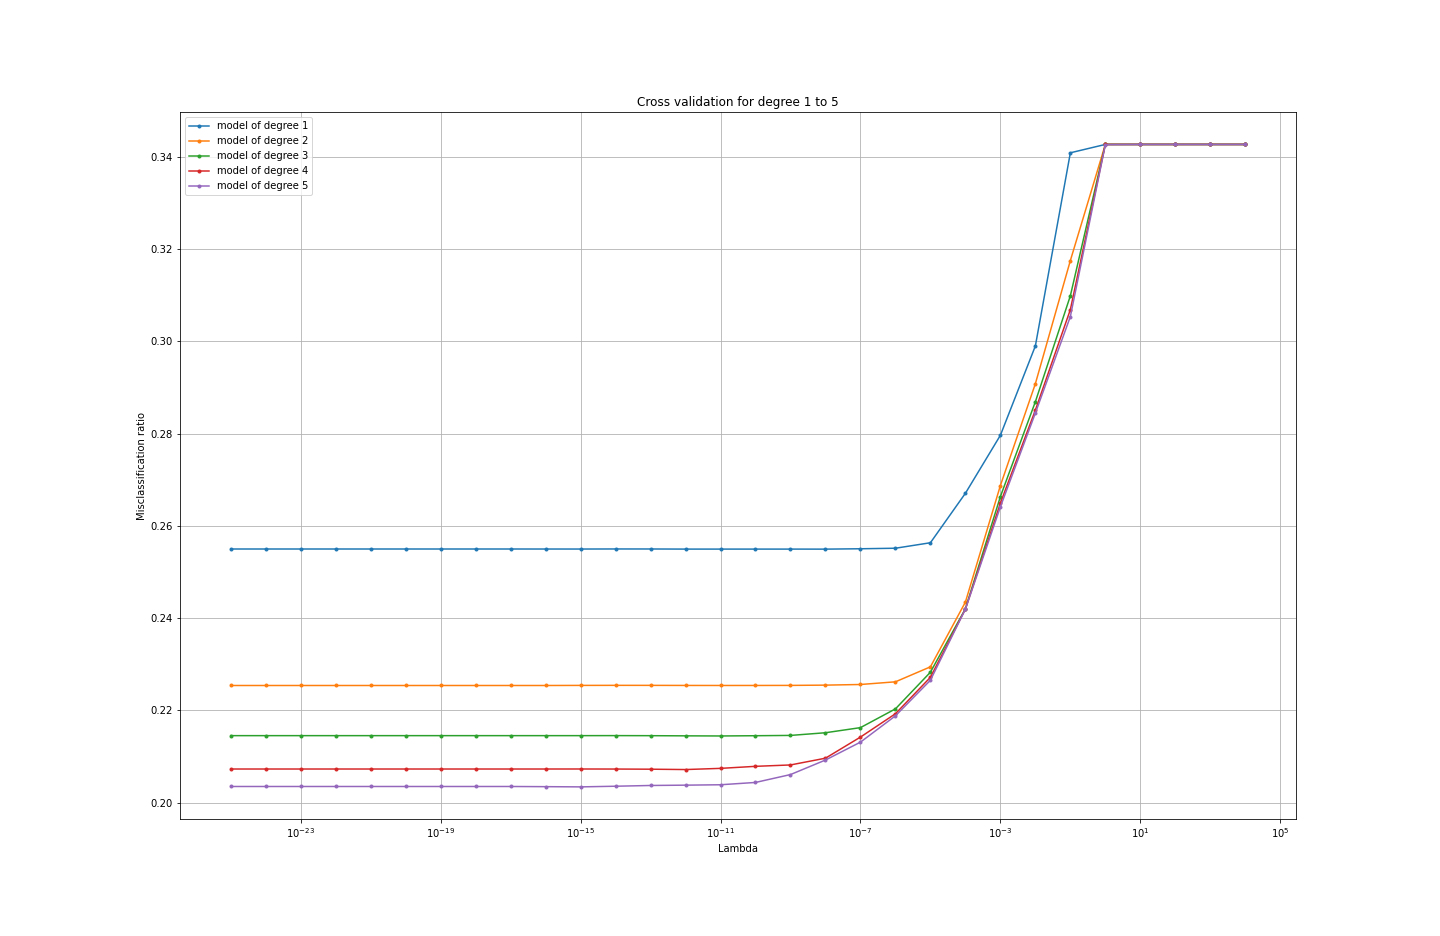 Cross validation for degree 1 to 5
model of degree 1
model of degree 2
model of degree 3
model of degree 4
model of degree 5
0.34
0.32
0.30
0.28
0.26
0.24
0.22
0.20
Misclassification ratio
10⁻²³ 10⁻¹⁹ 10⁻¹⁵ 10⁻¹¹ 10⁻⁷ 10⁻³ 10¹ 10⁵
Lambda